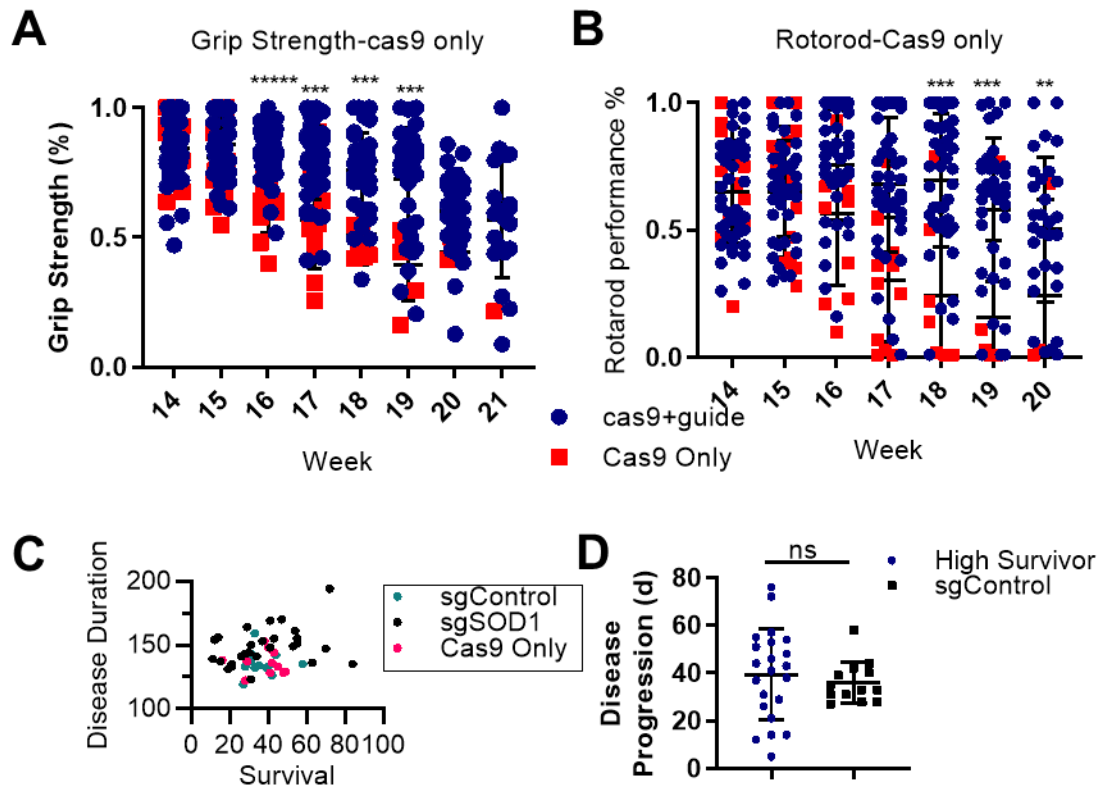 A
Grip Strength-cas9 only
***** *** *** ***
Grip Strength (%)
1.0
0.5
0.0
14 15 16 17 18 19 20 21
Week
B
Rotorod-Cas9 only
*** *** **
Rotarod performance %
1.0
0.5
0.0
14 15 16 17 18 19 20
Week
cas9+guide
Cas9 Only
C
Disease Duration
200
150
100
0 20 40 60 80 100
Survival
sgControl
sgSOD1
Cas9 Only
D
ns
High Survivor
sgControl
Disease
Progression (d)
80
60
40
20
0